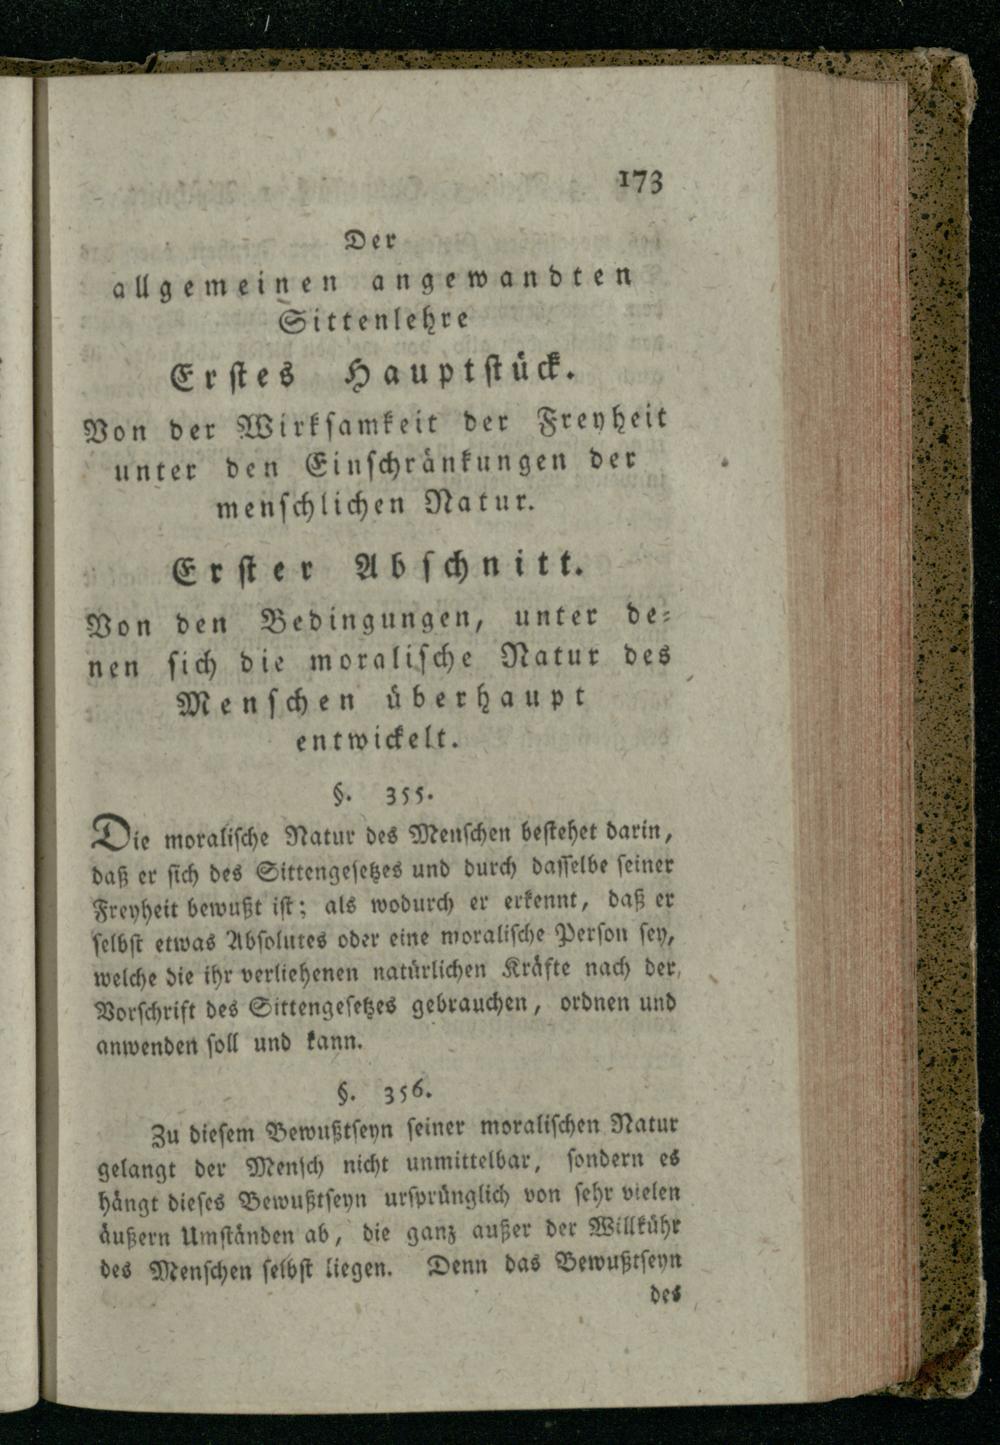 173
Der
allgemeinen angewandten
Sittenlehre
Erstes Hauptstück.
Von der Wirksamkeit der Freyheit
unter den Einschränkungen der
menschlichen Natur.
Erster Abschnitt.
Von den Bedingungen, unter de-
nen sich die moralische Natur des
Menschen überhaupt
entwickelt.
§. 355.
Die moralische Natur des Menschen bestehet darin,
daß er sich des Sittengesetzes und durch dasselbe seiner
Freyheit bewußt ist; als wodurch er erkennt, daß er
selbst etwas Absolutes oder eine moralische Person sey,
welche die ihr verliehenen natürlichen Kräfte nach der
Vorschrift des Sittengesetzes gebrauchen, ordnen und
anwenden soll und kann.
§. 356.
Zu diesem Bewußtseyn seiner moralischen Natur
gelangt der Mensch nicht unmittelbar, sondern es
hängt dieses Bewußtseyn ursprünglich von sehr vielen
äußern Umständen ab, die ganz außer der Willkühr
des Menschen selbst liegen. Denn das Bewußtseyn
des